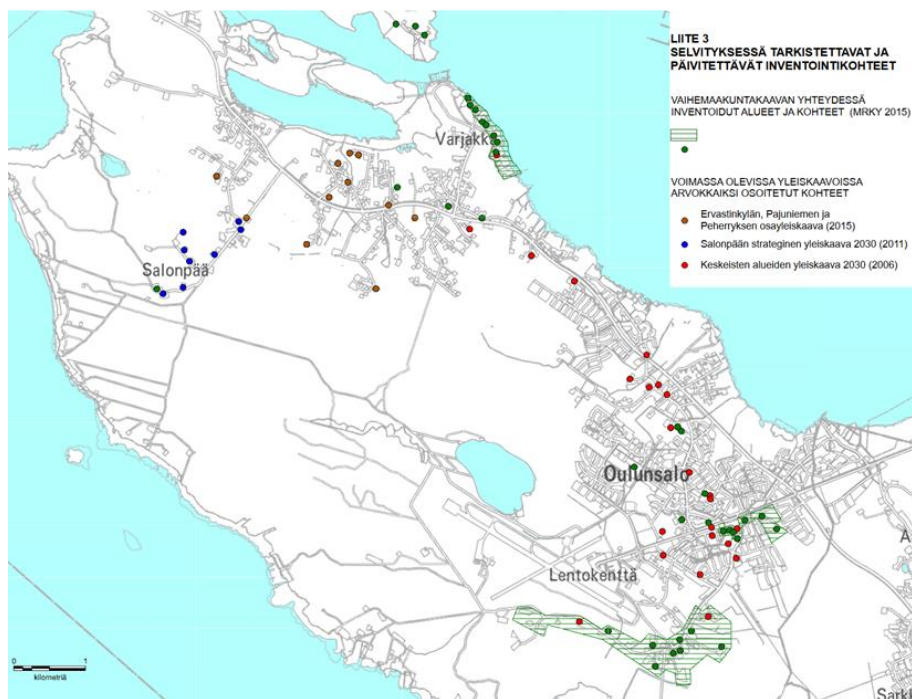 LIITE 3
SELVITYKSESSÄ TARKISTETTAVAT JA
PÄIVITETTÄVÄT INVENTOINTIKOHTEET
VAIHEMAAKUNTAKAAVAN YHTEYDESSÄ
INVENTOIDUT ALUEET JA KOHTEET (MRKY 2015)
VOIMASSA OLEVISSA YLEISKAAVOISSA
ARVOKKAIKSI OSOITETUT KOHTEET
Ervastinkylän, Pajuniemen ja
Peherryksen osayleiskaava (2015)
Salonpään strateginen yleiskaava 2030 (2011)
Keskeisten alueiden yleiskaava 2030 (2006)
Varjakka
Salonpää
Oulunsalo
Lentokenttä
0 1
kilometriä